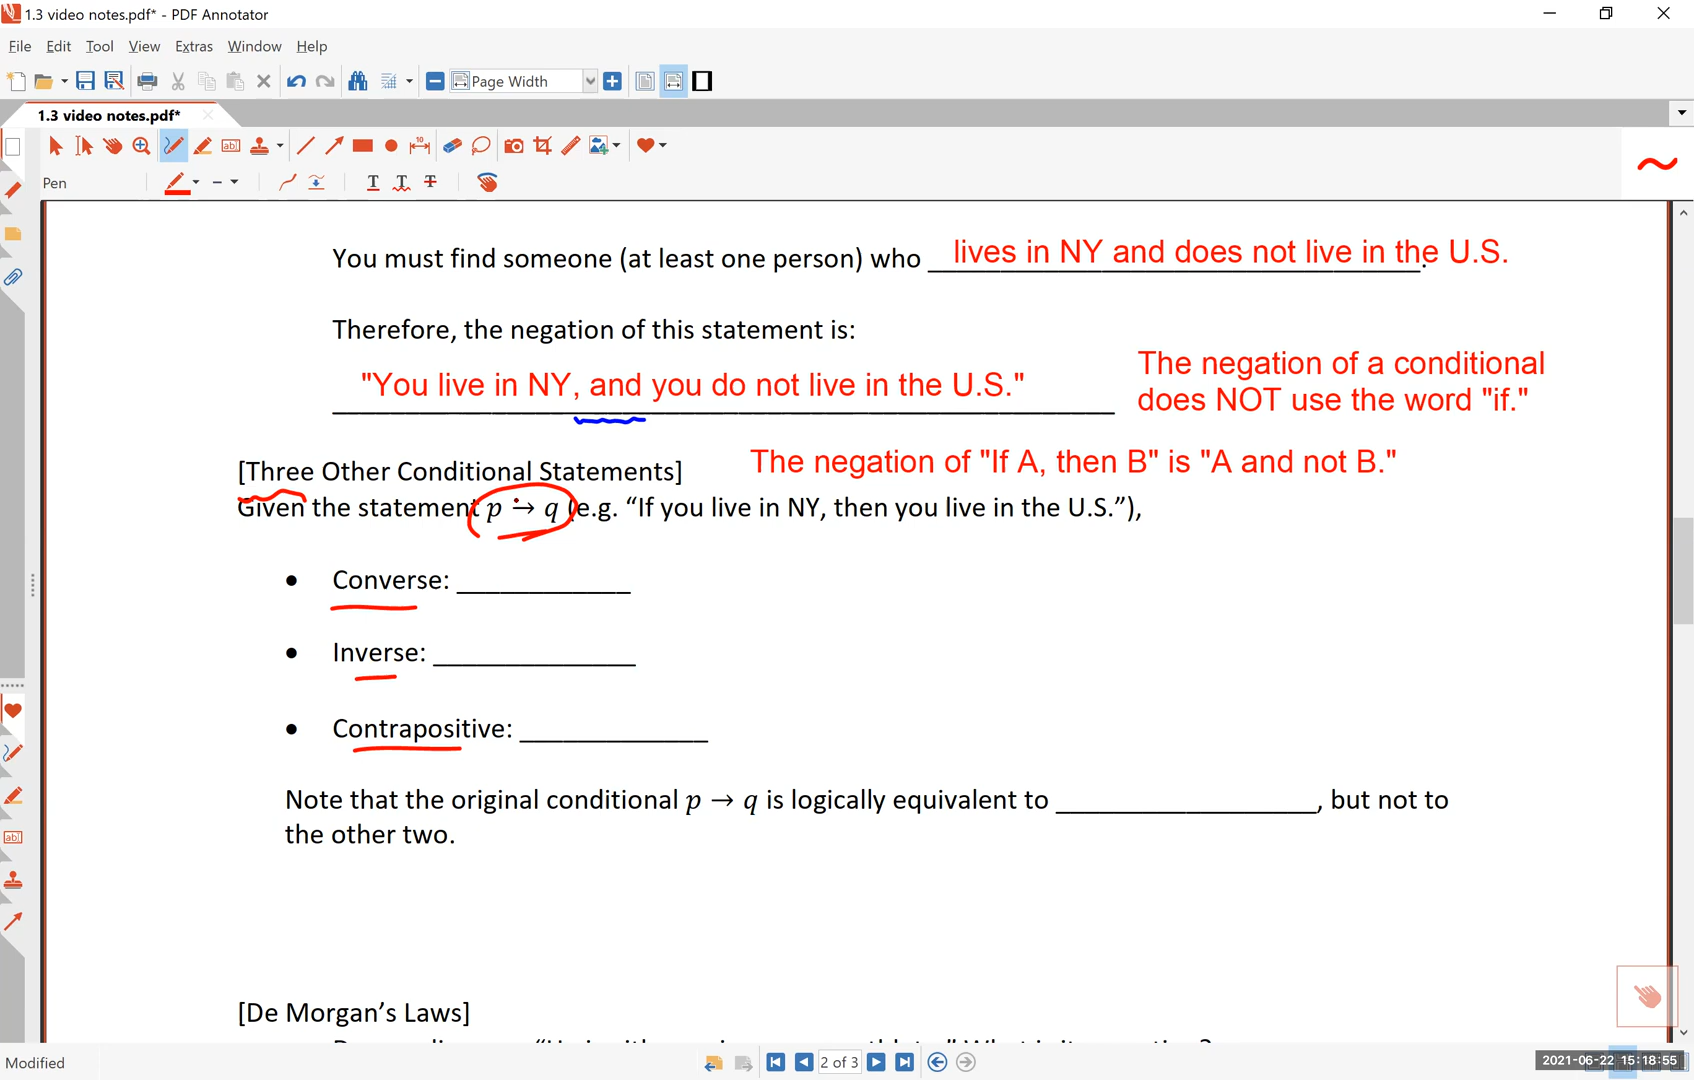 1.3 video notes.pdf* - PDF Annotator
File Edit Tool View Extras Window Help
Page Width
1.3 video notes.pdf*
Pen
You must find someone (at least one person) who lives in NY and does not live in the U.S.
Therefore, the negation of this statement is:
"You live in NY, and you do not live in the U.S."
The negation of a conditional
does NOT use the word "if."
The negation of "If A, then B" is "A and not B."
[Three Other Conditional Statements]
Given the statement p → q (e.g. “If you live in NY, then you live in the U.S.”),
• Converse: ____________
• Inverse: ______________
• Contrapositive: _____________
Note that the original conditional p → q is logically equivalent to __________________, but not to
the other two.
[De Morgan’s Laws]
Modified
2 of 3
2021-06-22 15:18:55